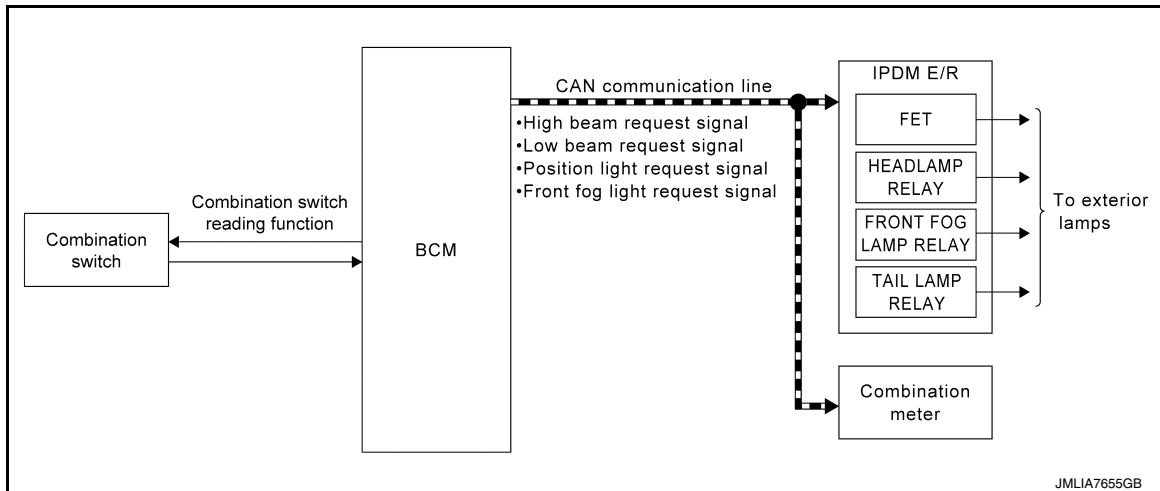 Combination
switch
Combination switch
reading function
BCM
CAN communication line
•High beam request signal
•Low beam request signal
•Position light request signal
•Front fog light request signal
IPDM E/R
FET
HEADLAMP
RELAY
FRONT FOG
LAMP RELAY
TAIL LAMP
RELAY
To exterior
lamps
Combination
meter
JMLIA7655GB